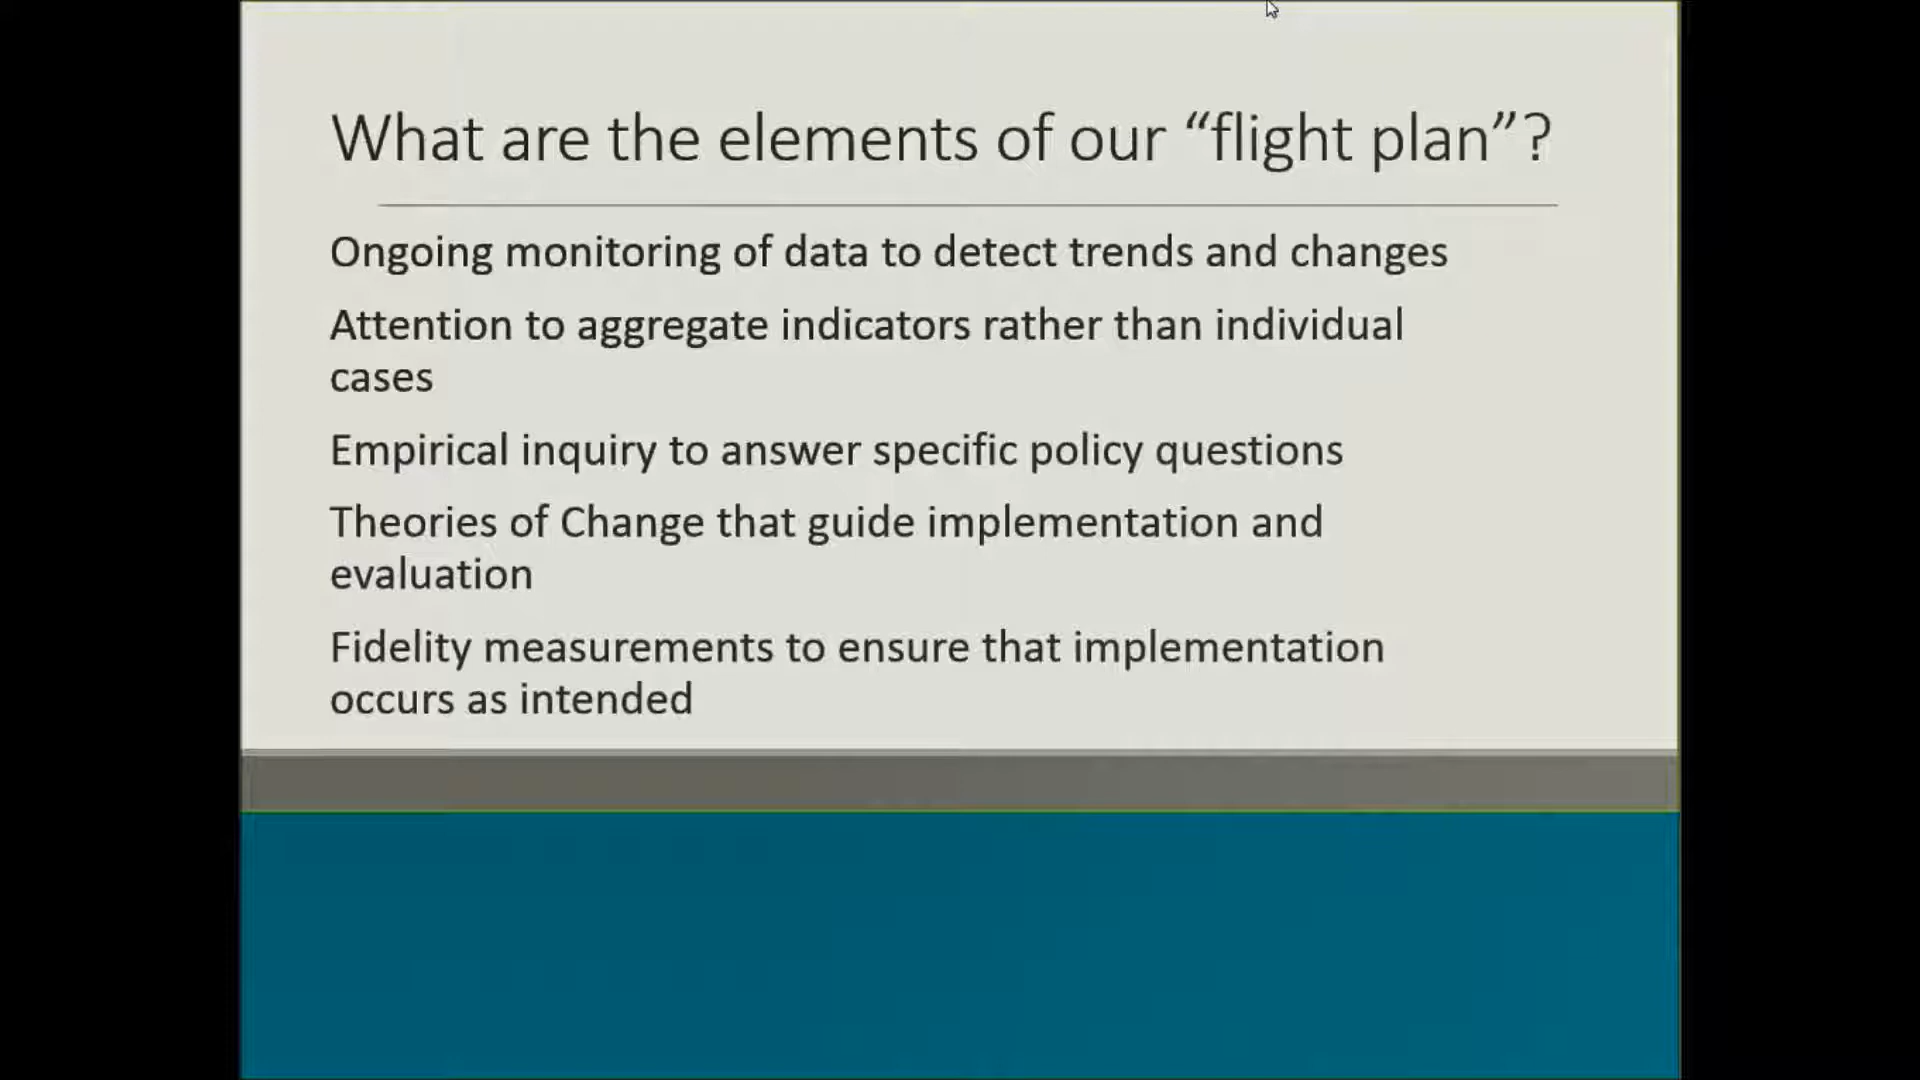 What are the elements of our “flight plan”?
Ongoing monitoring of data to detect trends and changes
Attention to aggregate indicators rather than individual
cases
Empirical inquiry to answer specific policy questions
Theories of Change that guide implementation and
evaluation
Fidelity measurements to ensure that implementation
occurs as intended